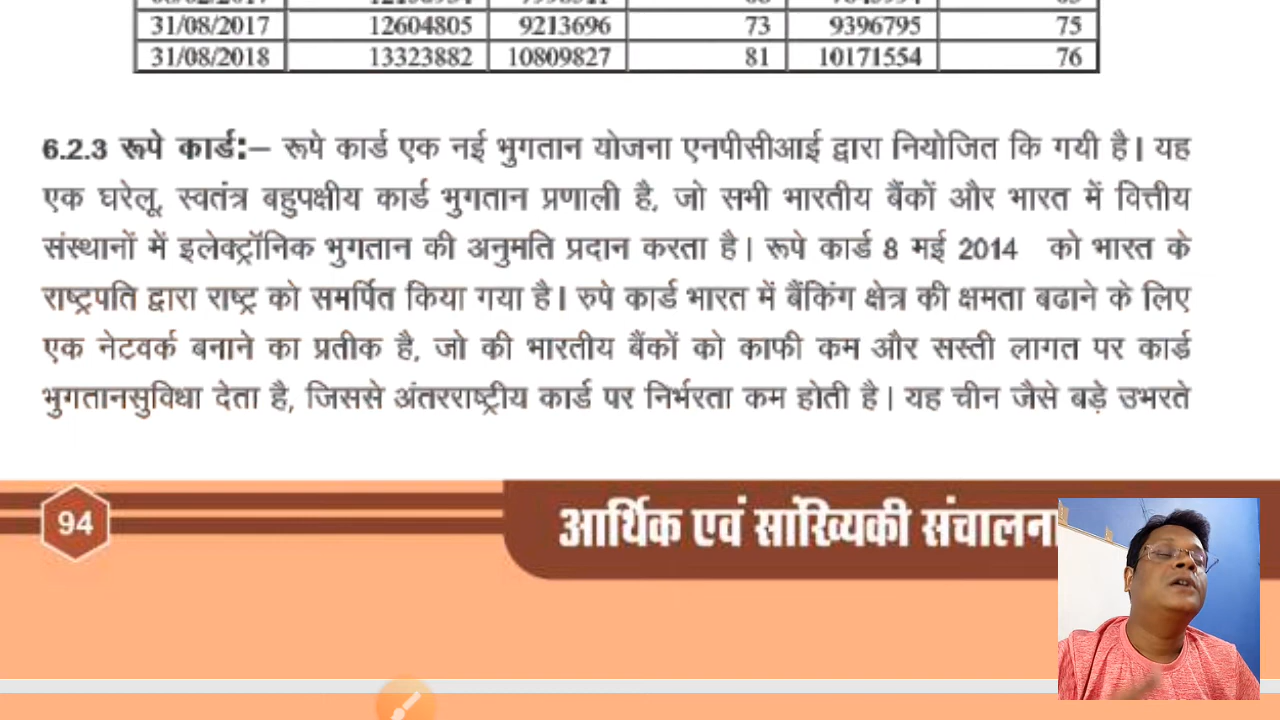 31/08/2017 12604805 9213696 73 9396795 75
31/08/2018 13323882 10809827 81 10171554 76
6.2.3 रूपे कार्ड:– रूपे कार्ड एक नई भुगतान योजना एनपीसीआई द्वारा नियोजित कि गयी है। यह
एक घरेलू, स्वतंत्र बहुपक्षीय कार्ड भुगतान प्रणाली है, जो सभी भारतीय बैंकों और भारत में वित्तीय
संस्थानों में इलेक्ट्रॉनिक भुगतान की अनुमति प्रदान करता है। रूपे कार्ड 8 मई 2014 को भारत के
राष्ट्रपति द्वारा राष्ट्र को समर्पित किया गया है। रुपे कार्ड भारत में बैंकिंग क्षेत्र की क्षमता बढाने के लिए
एक नेटवर्क बनाने का प्रतीक है, जो की भारतीय बैंकों को काफी कम और सस्ती लागत पर कार्ड
भुगतानसुविधा देता है, जिससे अंतरराष्ट्रीय कार्ड पर निर्भरता कम होती है। यह चीन जैसे बड़े उभरते
94
आर्थिक एवं सांख्यिकी संचालना